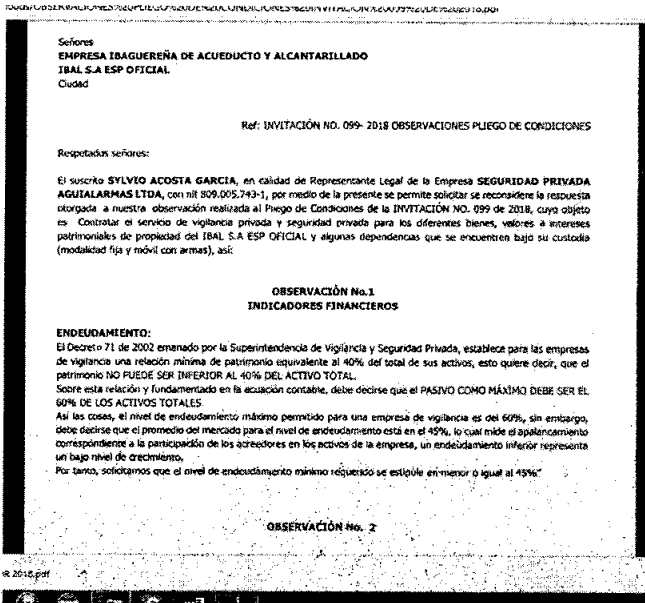 OBSERVACIONES%20PLIEGO%20DE%20CONDICIONES%20INVITACION%20099%20DE%202018.pdf
Señores
EMPRESA IBAGUEREÑA DE ACUEDUCTO Y ALCANTARILLADO
IBAL S.A ESP OFICIAL
Ciudad
Ref: INVITACIÓN NO. 099- 2018 OBSERVACIONES PLIEGO DE CONDICIONES
Respetados señores:
El suscrito SYLVIO ACOSTA GARCIA, en calidad de Representante Legal de la Empresa SEGURIDAD PRIVADA
AGUIALARMAS LTDA, con nit 809.005.743-1, por medio de la presente se permite solicitar se reconsidere la respuesta
otorgada a nuestra observación realizada al Pliego de Condiciones de la INVITACIÓN NO. 099 de 2018, cuyo objeto
es Contratar el servicio de vigilancia privada y seguridad privada para los diferentes bienes, valores a intereses
patrimoniales de propiedad del IBAL S.A ESP OFICIAL y algunas dependencias que se encuentren bajo su custodia
(modalidad fija y móvil con armas), así:
OBSERVACIÓN No.1
INDICADORES FINANCIEROS
ENDEUDAMIENTO:
El Decreto 71 de 2002 emanado por la Superintendencia de Vigilancia y Seguridad Privada, establece para las empresas
de vigilancia una relación mínima de patrimonio equivalente al 40% del total de sus activos, esto quiere decir, que el
patrimonio NO PUEDE SER INFERIOR AL 40% DEL ACTIVO TOTAL.
Sobre esta relación y fundamentado en la ecuación contable, debe decirse que el PASIVO COMO MÁXIMO DEBE SER EL
60% DE LOS ACTIVOS TOTALES.
Así las cosas, el nivel de endeudamiento máximo permitido para una empresa de vigilancia es del 60%, sin embargo,
debe decirse que el promedio del mercado para el nivel de endeudamiento está en el 45%, lo cual mide el apalancamiento
correspondiente a la participación de los acreedores en los activos de la empresa, un endeudamiento inferior representa
un bajo nivel de crecimiento.
Por tanto, solicitamos que el nivel de endeudamiento mínimo requerido se estipule en menor o igual al 45%"
OBSERVACIÓN No. 2
R 2018.pdf